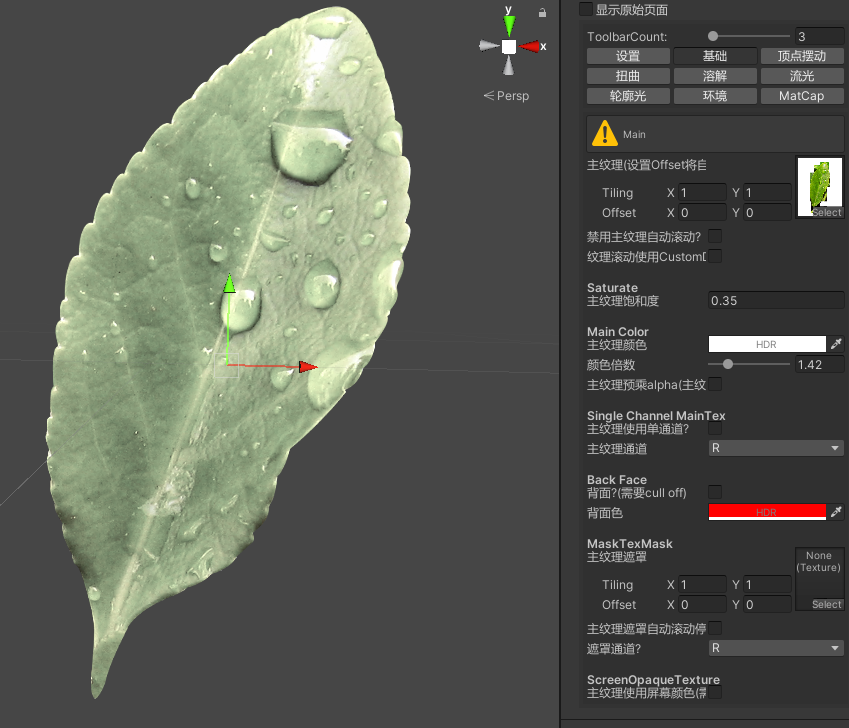 y
x
Persp
显示原始页面
ToolbarCount: 3
设置 基础 顶点摆动
扭曲 溶解 流光
轮廓光 环境 MatCap
Main
主纹理(设置Offset将自
Tiling X 1 Y 1
Offset X 0 Y 0
Select
禁用主纹理自动滚动?
纹理滚动使用CustomD
Saturate
主纹理饱和度 0.35
Main Color
主纹理颜色 HDR
颜色倍数 1.42
主纹理预乘alpha(主纹
Single Channel MainTex
主纹理使用单通道?
主纹理通道 R
Back Face
背面?(需要cull off)
背面色 HDR
MaskTexMask
主纹理遮罩
None
(Texture)
Tiling X 1 Y 1
Offset X 0 Y 0
Select
主纹理遮罩自动滚动停
遮罩通道? R
ScreenOpaqueTexture
主纹理使用屏幕颜色(需